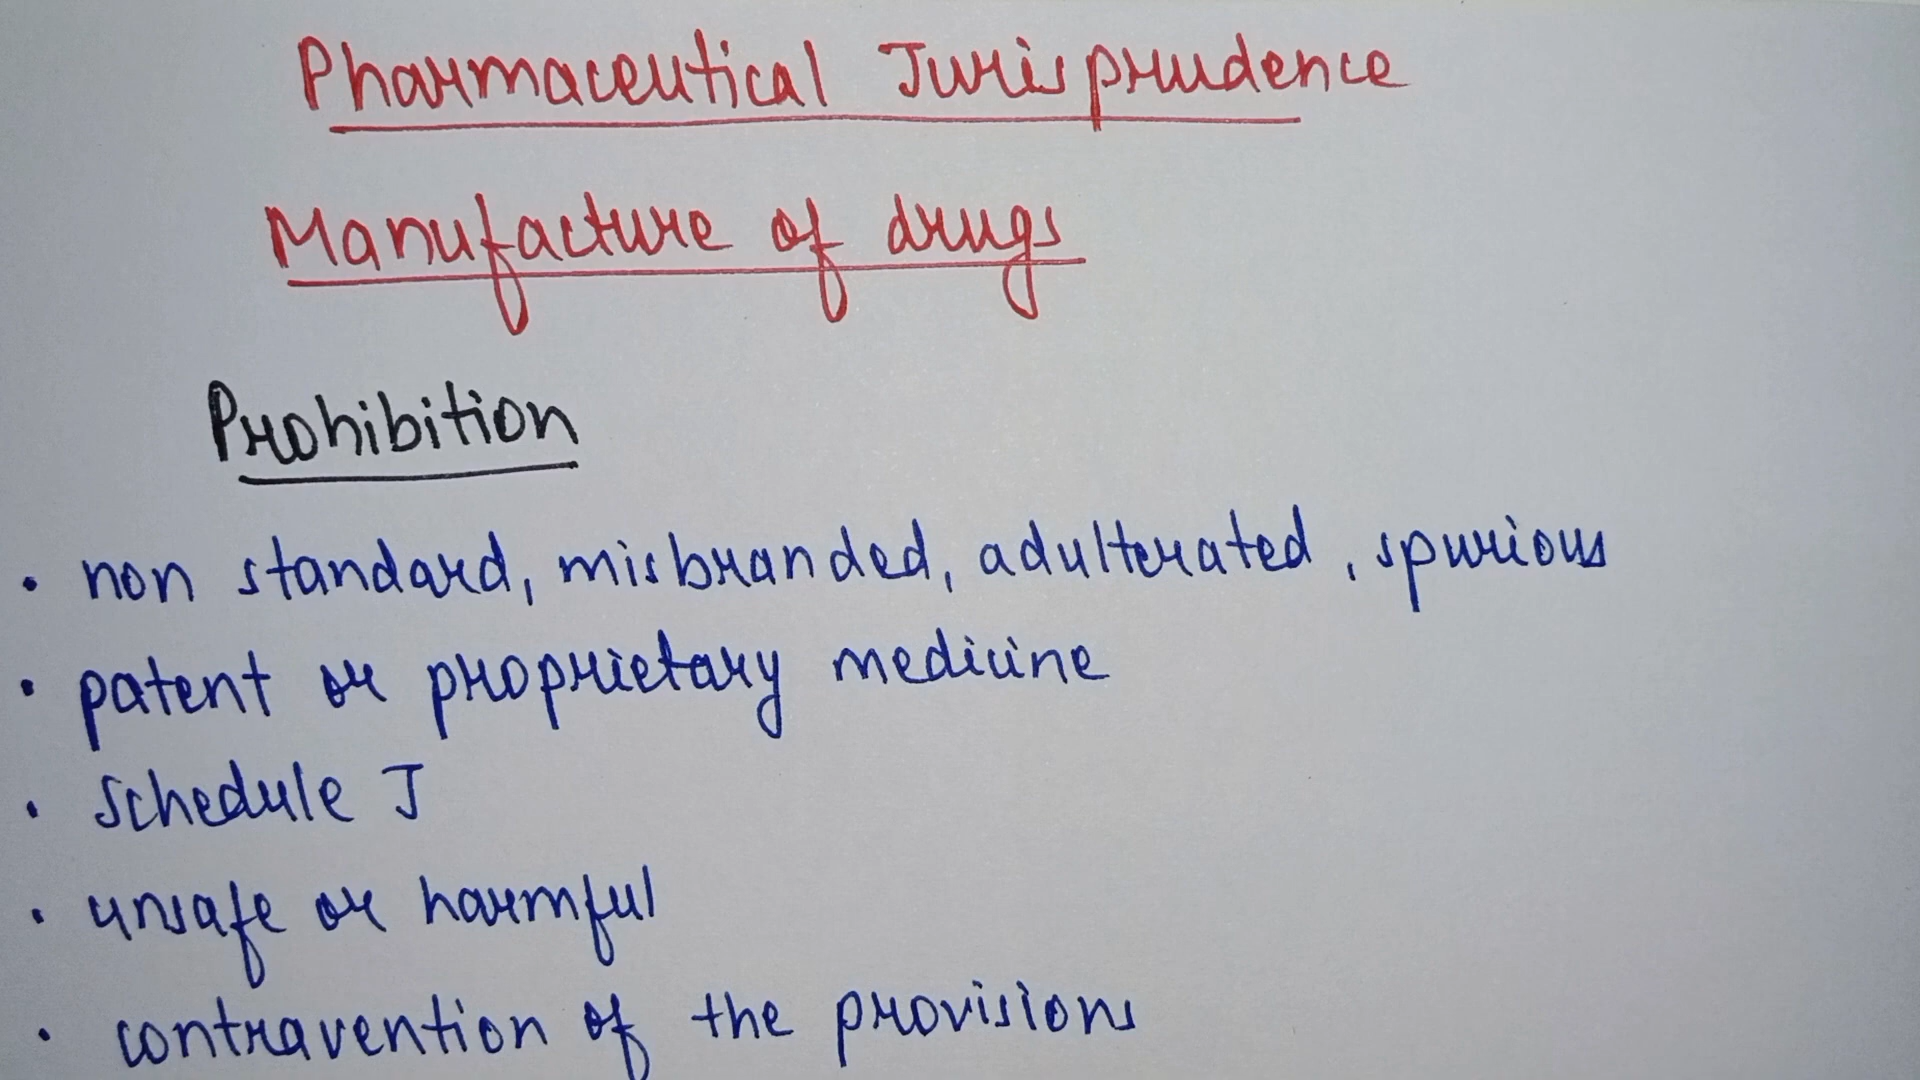 Pharmaceutical Jurisprudence
Manufacture of drugs
Prohibition
• non standard, misbranded, adulterated, spurious
• patent or proprietary medicine
• Schedule J
• unsafe or harmful
• contravention of the provisions